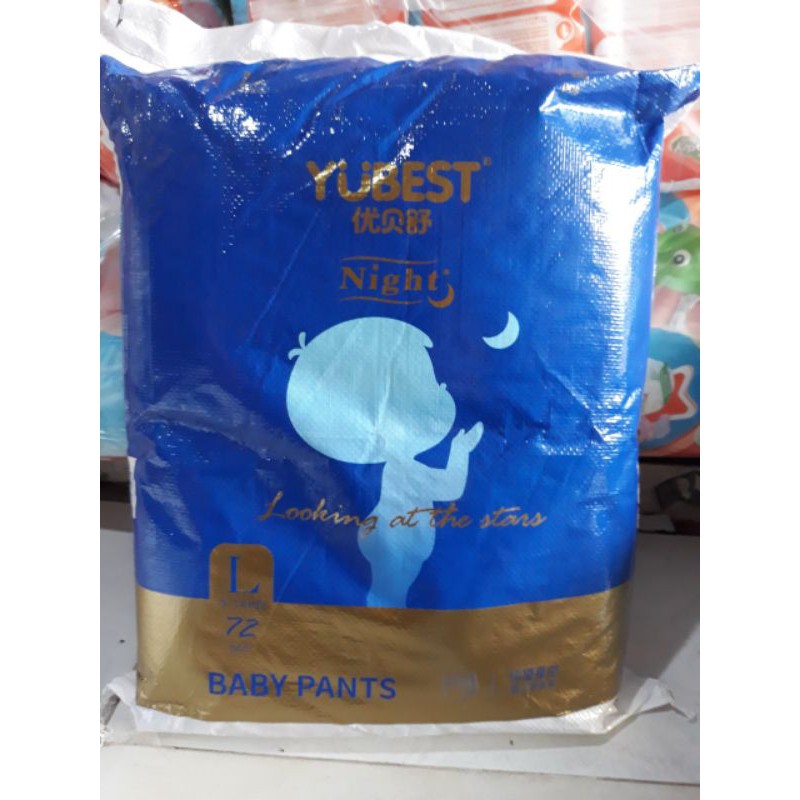 YUBEST®
优贝舒
Night
Looking at the stars
L
72
BABY PANTS